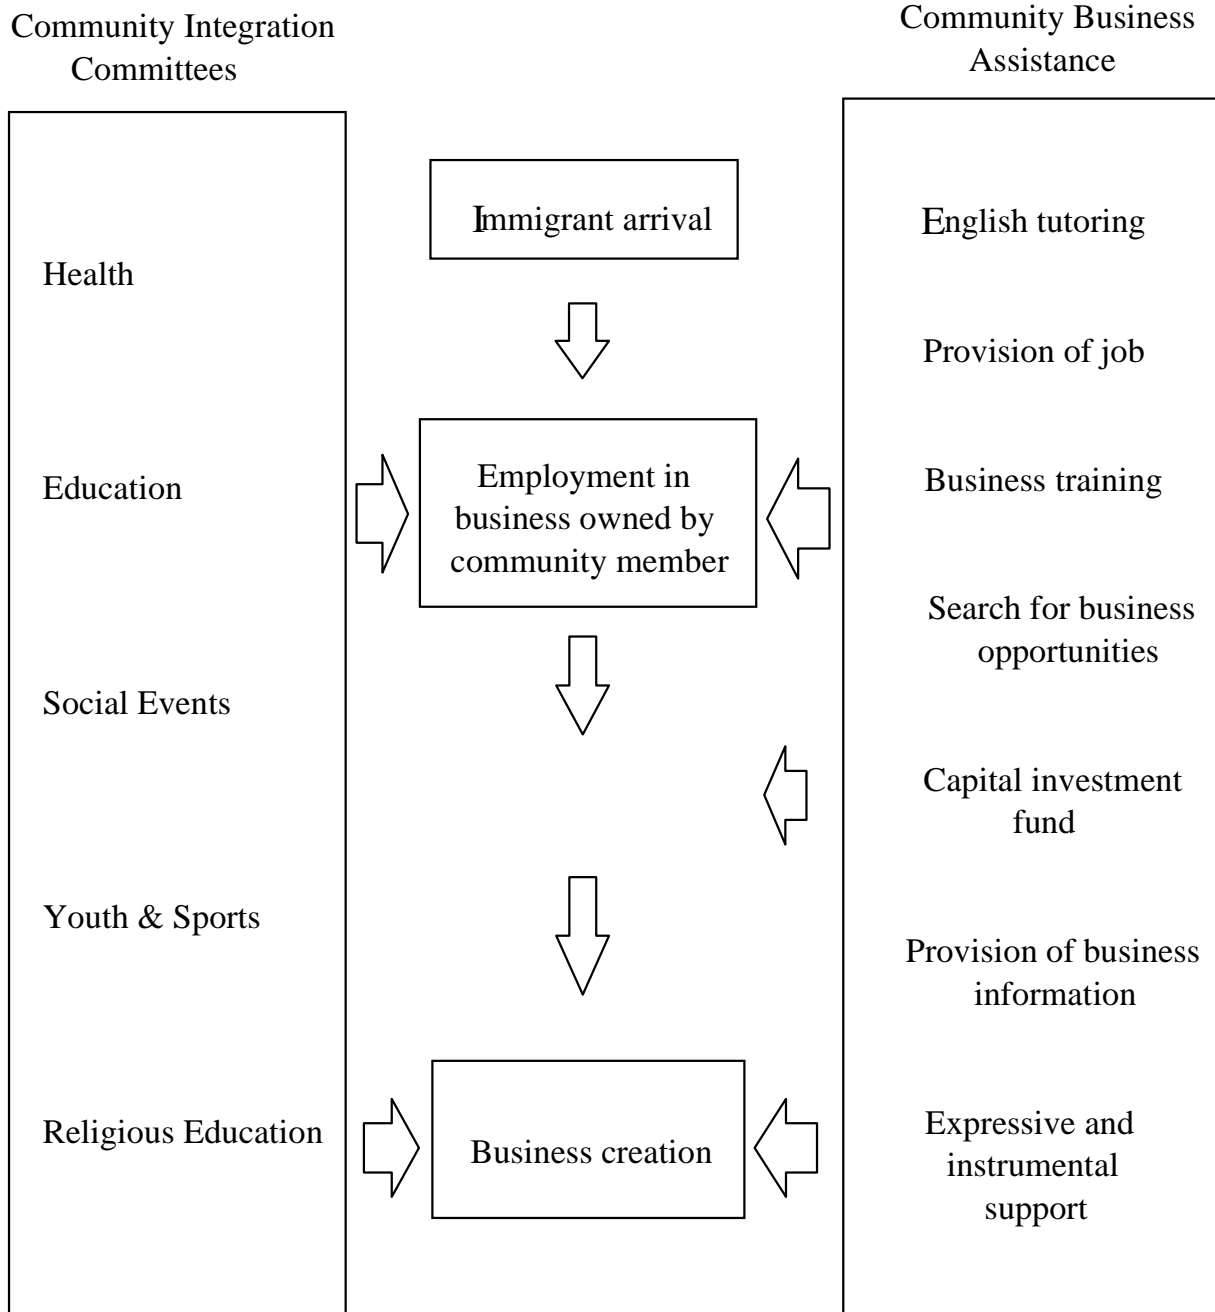 Community Integration
Committees
Health
Education
Social Events
Youth & Sports
Religious Education
Immigrant arrival
Employment in
business owned by
community member
Business creation
Community Business
Assistance
English tutoring
Provision of job
Business training
Search for business
opportunities
Capital investment
fund
Provision of business
information
Expressive and
instrumental
support